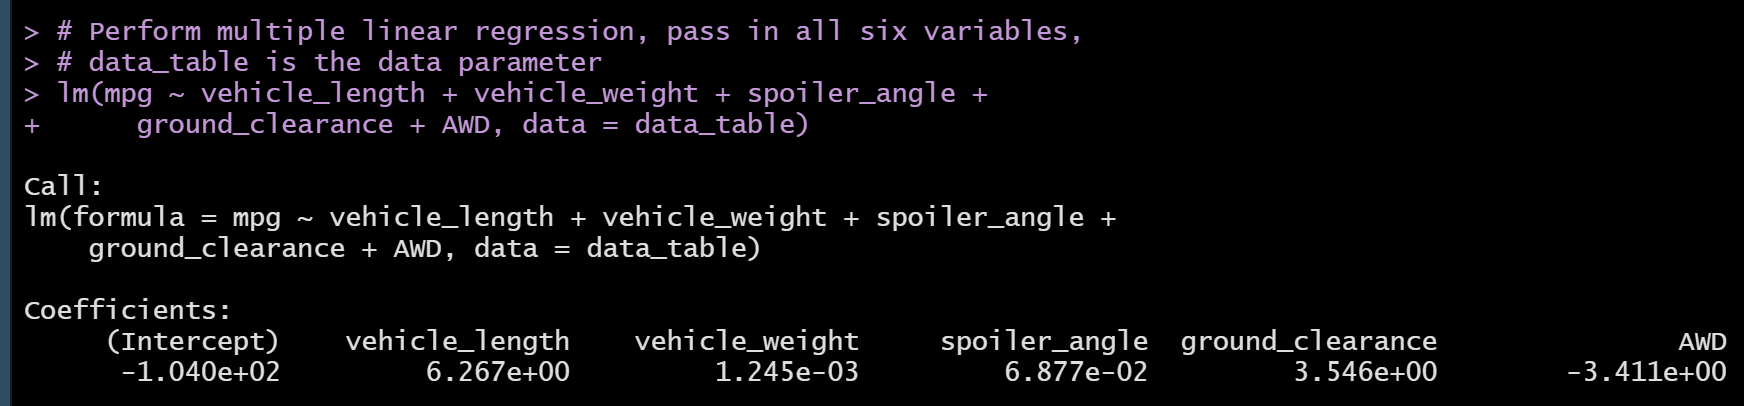 > # Perform multiple linear regression, pass in all six variables,
> # data_table is the data parameter
> lm(mpg ~ vehicle_length + vehicle_weight + spoiler_angle +
+      ground_clearance + AWD, data = data_table)
Call:
lm(formula = mpg ~ vehicle_length + vehicle_weight + spoiler_angle +
    ground_clearance + AWD, data = data_table)
Coefficients:
     (Intercept)    vehicle_length    vehicle_weight     spoiler_angle  ground_clearance               AWD
      -1.040e+02         6.267e+00         1.245e-03         6.877e-02         3.546e+00        -3.411e+00